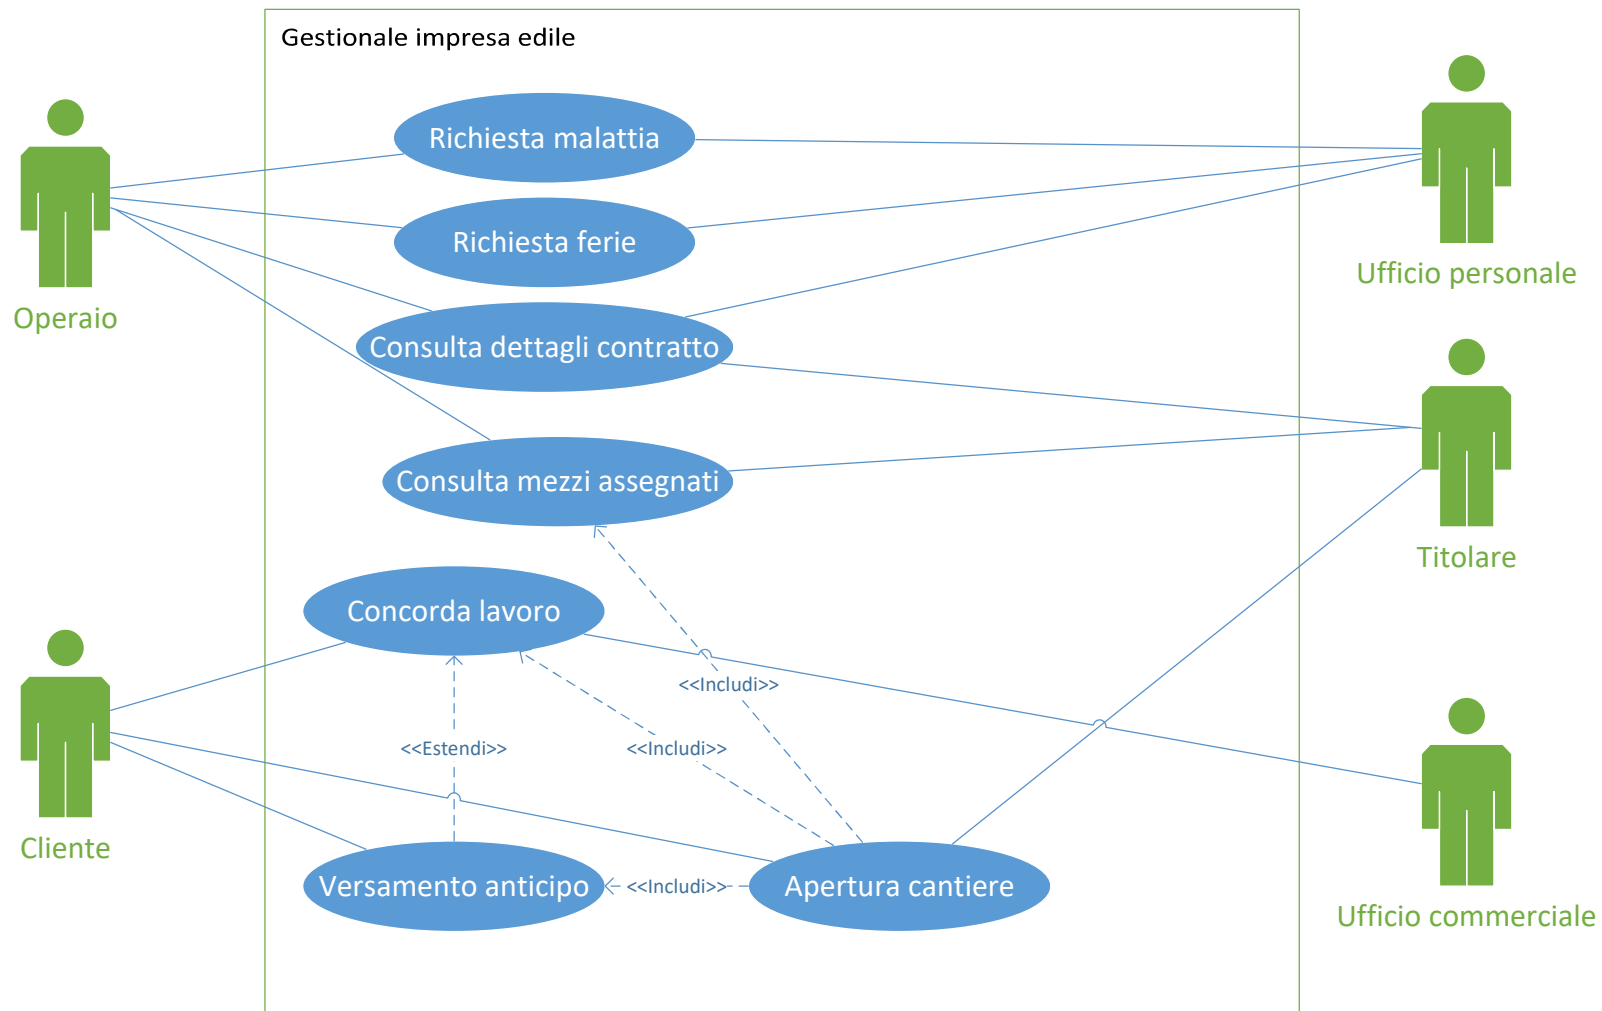 Gestionale impresa edile
Richiesta malattia
Richiesta ferie
Ufficio personale
Operaio
Consulta dettagli contratto
Consulta mezzi assegnati
Titolare
Concorda lavoro
<<Includi>>
<<Estendi>>
<<Includi>>
Cliente
Versamento anticipo
<<Includi>>
Apertura cantiere
Ufficio commerciale